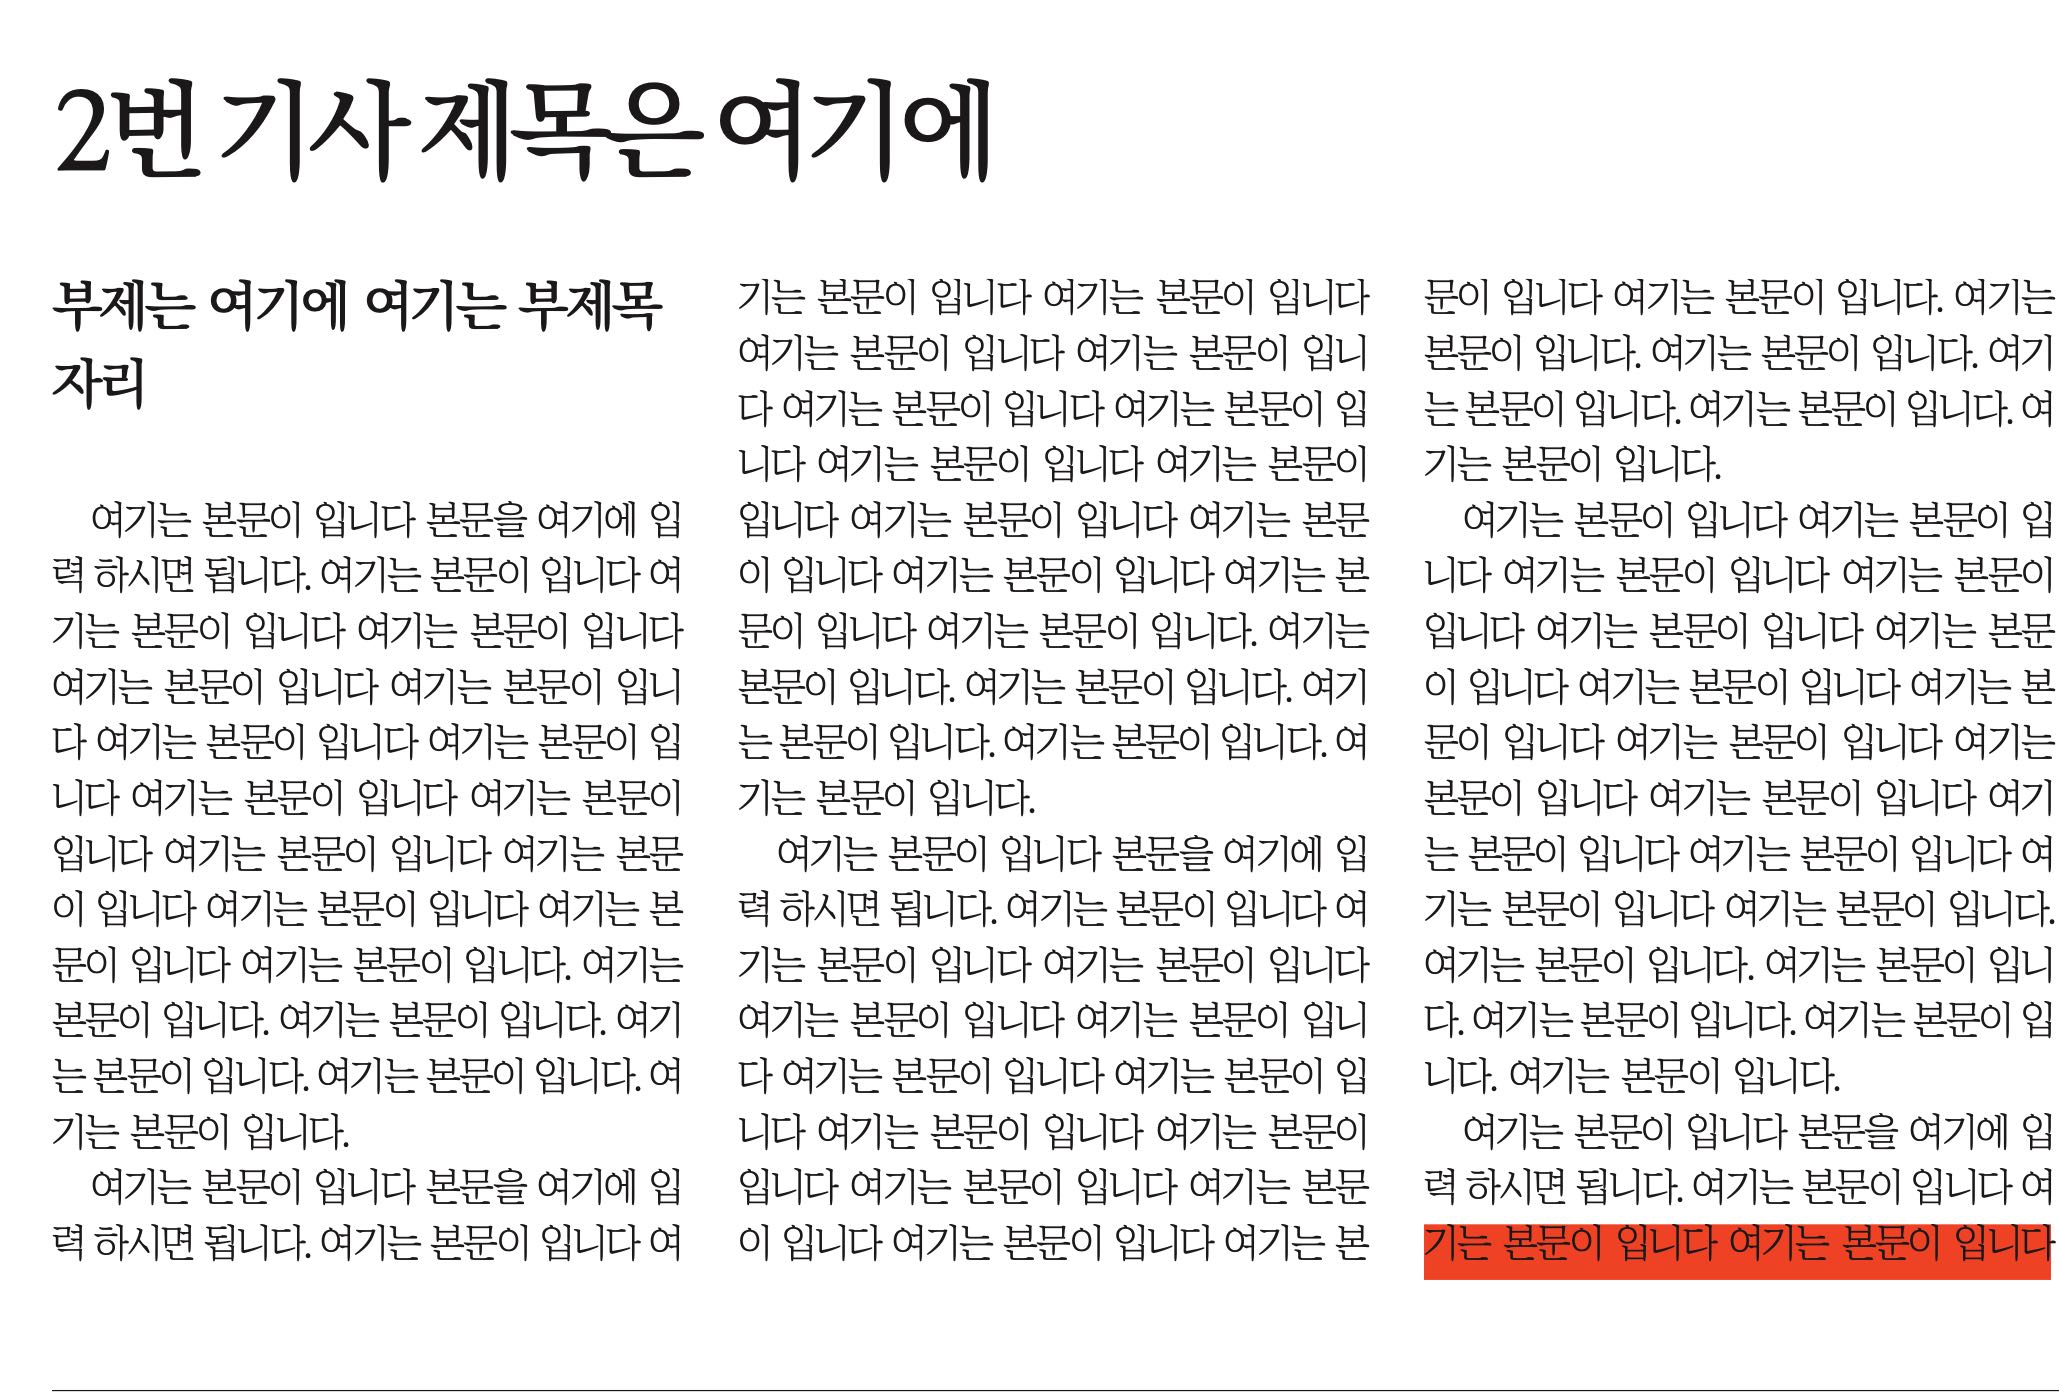 2번 기사 제목은 여기에
부제는 여기에 여기는 부제목
자리
여기는 본문이 입니다 본문을 여기에 입
력 하시면 됩니다. 여기는 본문이 입니다 여
기는 본문이 입니다 여기는 본문이 입니다
여기는 본문이 입니다 여기는 본문이 입니
다 여기는 본문이 입니다 여기는 본문이 입
니다 여기는 본문이 입니다 여기는 본문이
입니다 여기는 본문이 입니다 여기는 본문
이 입니다 여기는 본문이 입니다 여기는 본
문이 입니다 여기는 본문이 입니다. 여기는
본문이 입니다. 여기는 본문이 입니다. 여기
는 본문이 입니다. 여기는 본문이 입니다. 여
기는 본문이 입니다.
여기는 본문이 입니다 본문을 여기에 입
력 하시면 됩니다. 여기는 본문이 입니다 여
기는 본문이 입니다 여기는 본문이 입니다
여기는 본문이 입니다 여기는 본문이 입니
다 여기는 본문이 입니다 여기는 본문이 입
니다 여기는 본문이 입니다 여기는 본문이
입니다 여기는 본문이 입니다 여기는 본문
이 입니다 여기는 본문이 입니다 여기는 본
문이 입니다 여기는 본문이 입니다. 여기는
본문이 입니다. 여기는 본문이 입니다. 여기
는 본문이 입니다. 여기는 본문이 입니다. 여
기는 본문이 입니다.
여기는 본문이 입니다 본문을 여기에 입
력 하시면 됩니다. 여기는 본문이 입니다 여
기는 본문이 입니다 여기는 본문이 입니다
여기는 본문이 입니다 여기는 본문이 입니
다 여기는 본문이 입니다 여기는 본문이 입
니다 여기는 본문이 입니다 여기는 본문이
입니다 여기는 본문이 입니다 여기는 본문
이 입니다 여기는 본문이 입니다 여기는 본
문이 입니다 여기는 본문이 입니다. 여기는
본문이 입니다. 여기는 본문이 입니다. 여기
는 본문이 입니다. 여기는 본문이 입니다. 여
기는 본문이 입니다.
여기는 본문이 입니다 여기는 본문이 입
니다 여기는 본문이 입니다 여기는 본문이
입니다 여기는 본문이 입니다 여기는 본문
이 입니다 여기는 본문이 입니다 여기는 본
문이 입니다 여기는 본문이 입니다 여기는
본문이 입니다 여기는 본문이 입니다 여기
는 본문이 입니다 여기는 본문이 입니다 여
기는 본문이 입니다 여기는 본문이 입니다.
여기는 본문이 입니다. 여기는 본문이 입니
다. 여기는 본문이 입니다. 여기는 본문이 입
니다. 여기는 본문이 입니다.
여기는 본문이 입니다 본문을 여기에 입
력 하시면 됩니다. 여기는 본문이 입니다 여
기는 본문이 입니다 여기는 본문이 입니다